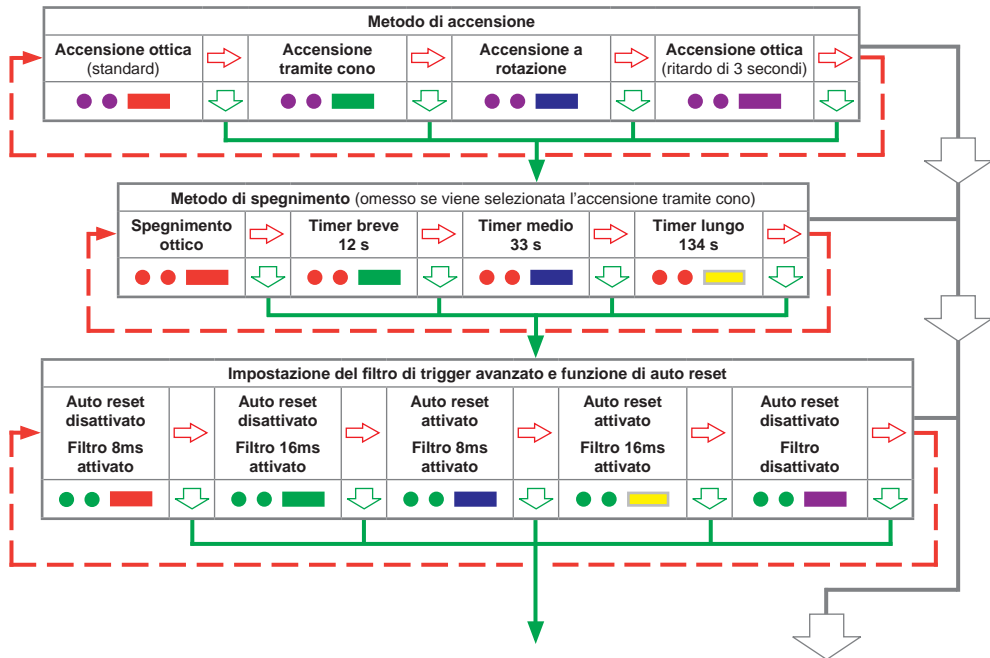 Metodo di accensione
Accensione ottica
(standard)
Accensione
tramite cono
Accensione a
rotazione
Accensione ottica
(ritardo di 3 secondi)
Metodo di spegnimento (omesso se viene selezionata l'accensione tramite cono)
Spegnimento
ottico
Timer breve
12 s
Timer medio
33 s
Timer lungo
134 s
Impostazione del filtro di trigger avanzato e funzione di auto reset
Auto reset
disattivato
Filtro 8ms
attivato
Auto reset
disattivato
Filtro 16ms
attivato
Auto reset
attivato
Filtro 8ms
attivato
Auto reset
attivato
Filtro 16ms
attivato
Auto reset
disattivato
Filtro
disattivato